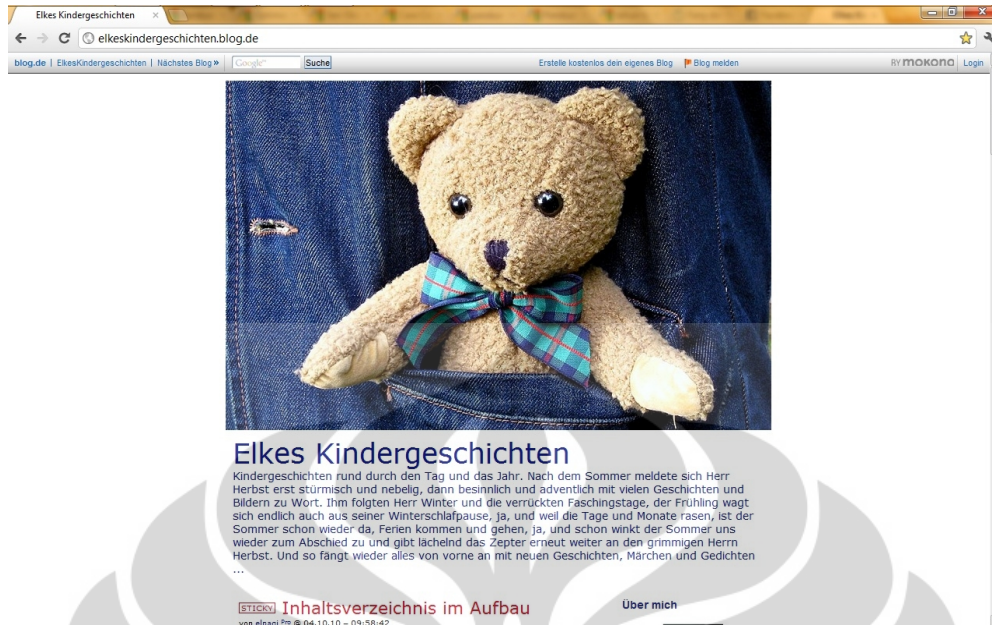 Elkes Kindergeschichten
elkeskindergeschichten.blog.de
blog.de | ElkesKindergeschichten | Nächstes Blog »
Google™
Suche
Erstelle kostenlos dein eigenes Blog
Blog melden
BY mokono
Login
Elkes Kindergeschichten
Kindergeschichten rund durch den Tag und das Jahr. Nach dem Sommer meldete sich Herr
Herbst erst stürmisch und nebelig, dann besinnlich und adventlich mit vielen Geschichten und
Bildern zu Wort. Ihm folgten Herr Winter und die verrückten Faschingstage, der Frühling wagt
sich endlich auch aus seiner Winterschlafpause, ja, und weil die Tage und Monate rasen, ist der
Sommer schon wieder da, Ferien kommen und gehen, ja, und schon winkt der Sommer uns
wieder zum Abschied zu und gibt lächelnd das Zepter erneut weiter an den grimmigen Herrn
Herbst. Und so fängt wieder alles von vorne an mit neuen Geschichten, Märchen und Gedichten
...
STICKY Inhaltsverzeichnis im Aufbau
Über mich
von elnagi Pro @ 04.10.10 – 09:58:42